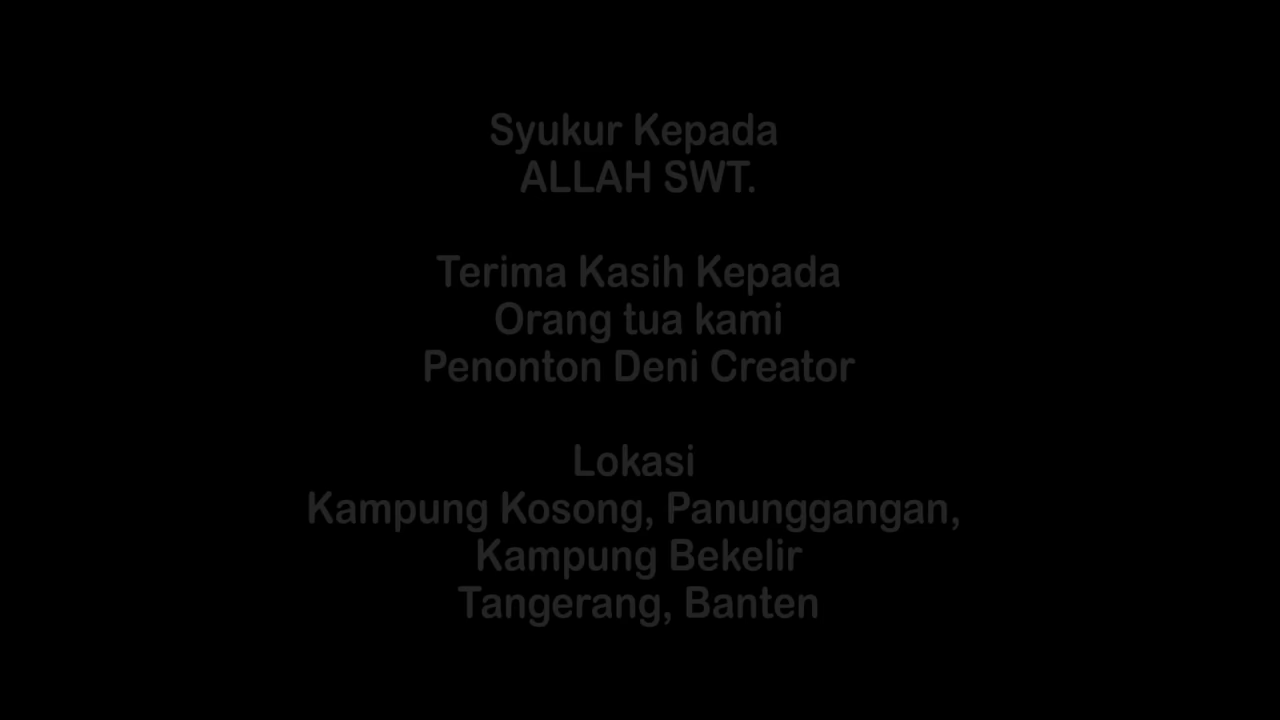 Syukur Kepada
ALLAH SWT.
Terima Kasih Kepada
Orang tua kami
Penonton Deni Creator
Lokasi
Kampung Kosong, Panunggangan,
Kampung Bekelir
Tangerang, Banten